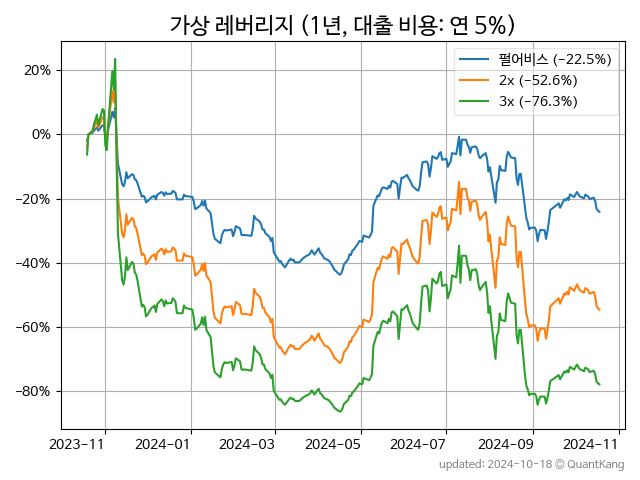 가상 레버리지 (1년, 대출 비용: 연 5%)
펄어비스 (-22.5%)
2x (-52.6%)
3x (-76.3%)
20%
0%
-20%
-40%
-60%
-80%
2023-11
2024-01
2024-03
2024-05
2024-07
2024-09
2024-11
updated: 2024-10-18 © QuantKang